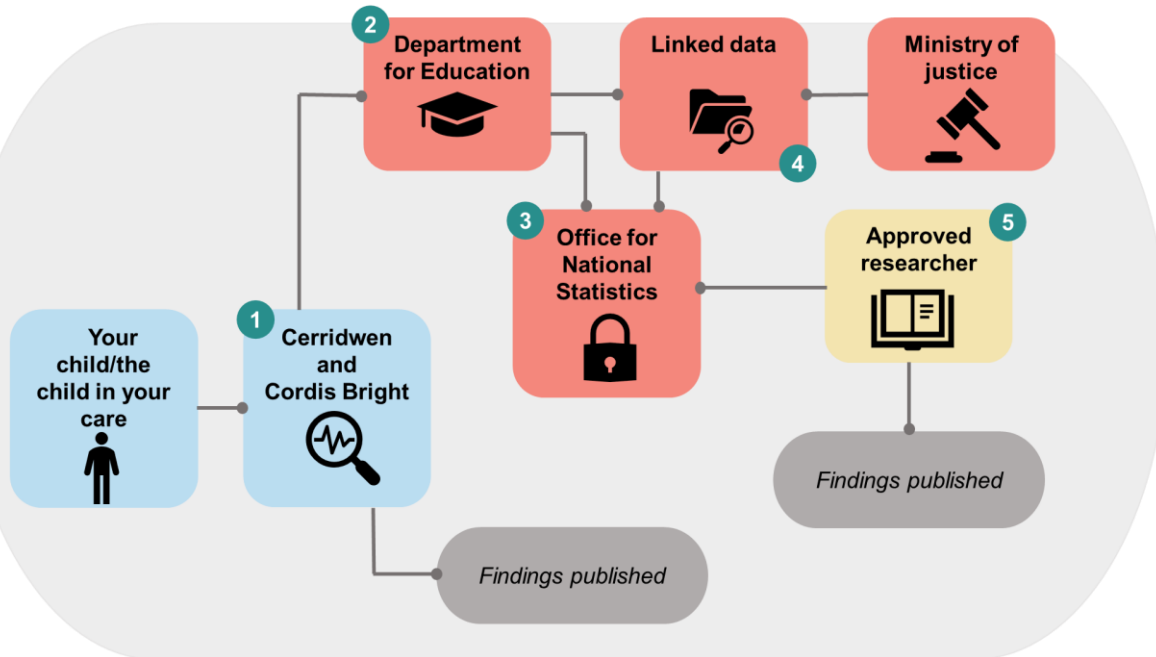 2
Department
for Education
Linked data
4
Ministry of
justice
3
Office for
National
Statistics
5
Approved
researcher
Your
child/the
child in your
care
1
Cerridwen
and
Cordis Bright
Findings published
Findings published